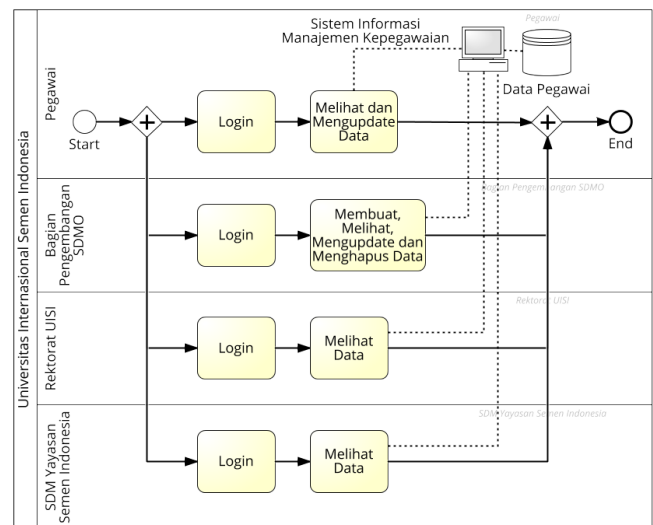 Universitas Internasional Semen Indonesia
Pegawai
Sistem Informasi
Manajemen Kepegawaian
Pegawai
Data Pegawai
Start
Login
Melihat dan
Mengupdate
Data
End
Bagian
Pengembangan
SDMO
Bagian Pengembangan SDMO
Login
Membuat,
Melihat,
Mengupdate dan
Menghapus Data
Rektorat UISI
Rektorat UISI
Login
Melihat
Data
SDM Yayasan
Semen Indonesia
SDM Yayasan Semen Indonesia
Login
Melihat
Data